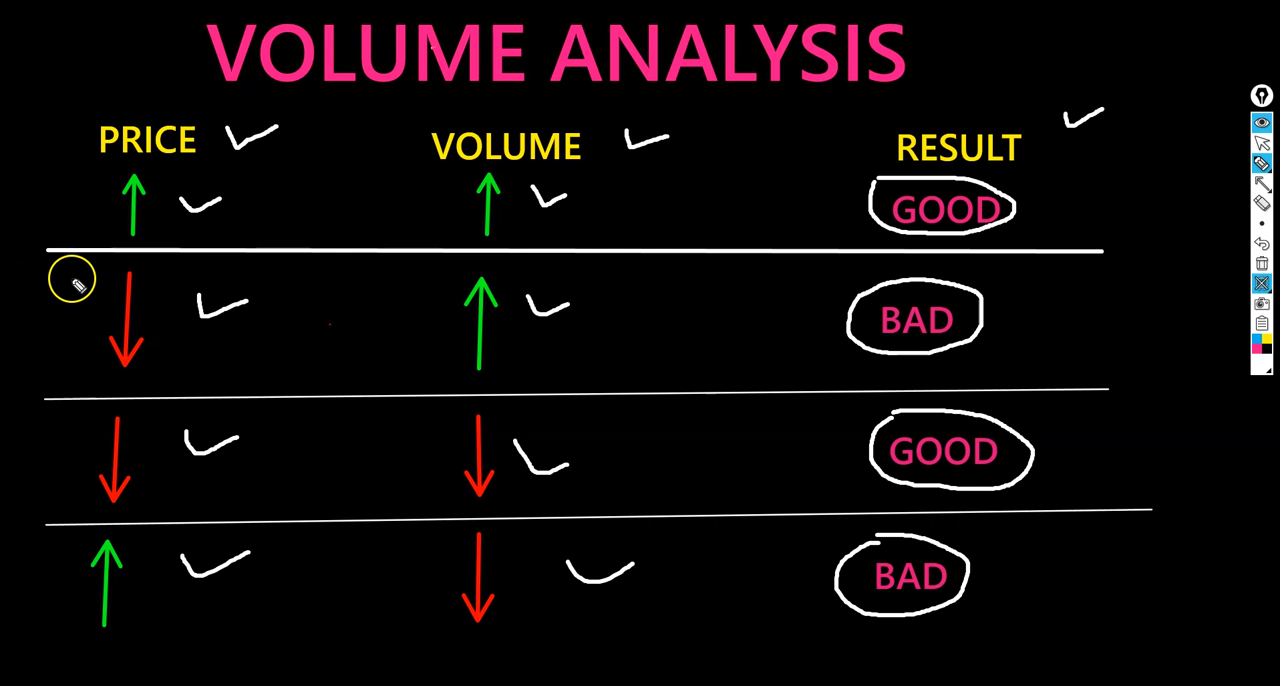 VOLUME ANALYSIS
PRICE VOLUME RESULT
GOOD
BAD
GOOD
BAD